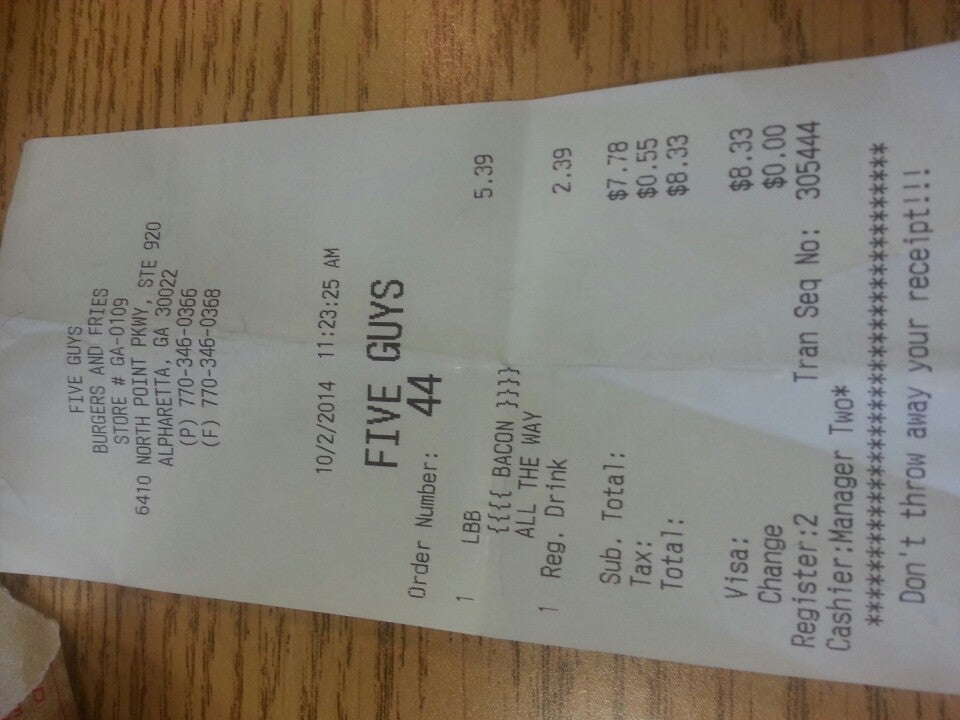 FIVE GUYS
BURGERS AND FRIES
STORE # GA-0109
6410 NORTH POINT PKWY, STE 920
ALPHARETTA, GA 30022
(P) 770-346-0366
(F) 770-346-0368
10/2/2014 11:23:25 AM
FIVE GUYS
Order Number: 44
1 LBB 5.39
{{{{ BACON }}}}
ALL THE WAY
1 Reg. Drink 2.39
Sub. Total: $7.78
Tax: $0.55
Total: $8.33
Visa: $8.33
Change $0.00
Register:2 Tran Seq No: 305444
Cashier:Manager Two*
*******************************
Don't throw away your receipt!!!